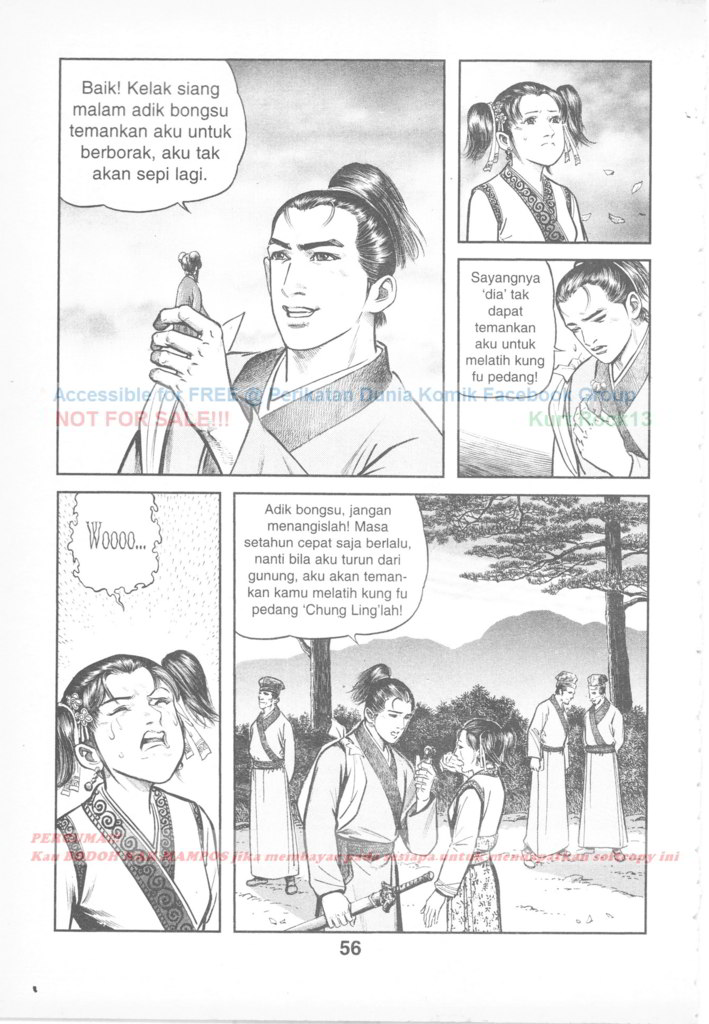 Baik! Kelak siang
malam adik bongsu
temankan aku untuk
berborak, aku tak
akan sepi lagi.
Sayangnya
'dia' tak
dapat
temankan
aku untuk
melatih kung
fu pedang!
Accessible for FREE @ Perikatan Dunia Komik Facebook Group
NOT FOR SALE!!!
Woooo...
Adik bongsu, jangan
menangislah! Masa
setahun cepat saja berlalu,
nanti bila aku turun dari
gunung, aku akan teman-
kan kamu melatih kung fu
pedang 'Chung Ling'lah!
Kau BODOH NAK MAMPOS jika membayar pada sesiapa untuk mendapatkan softcopy ini
56